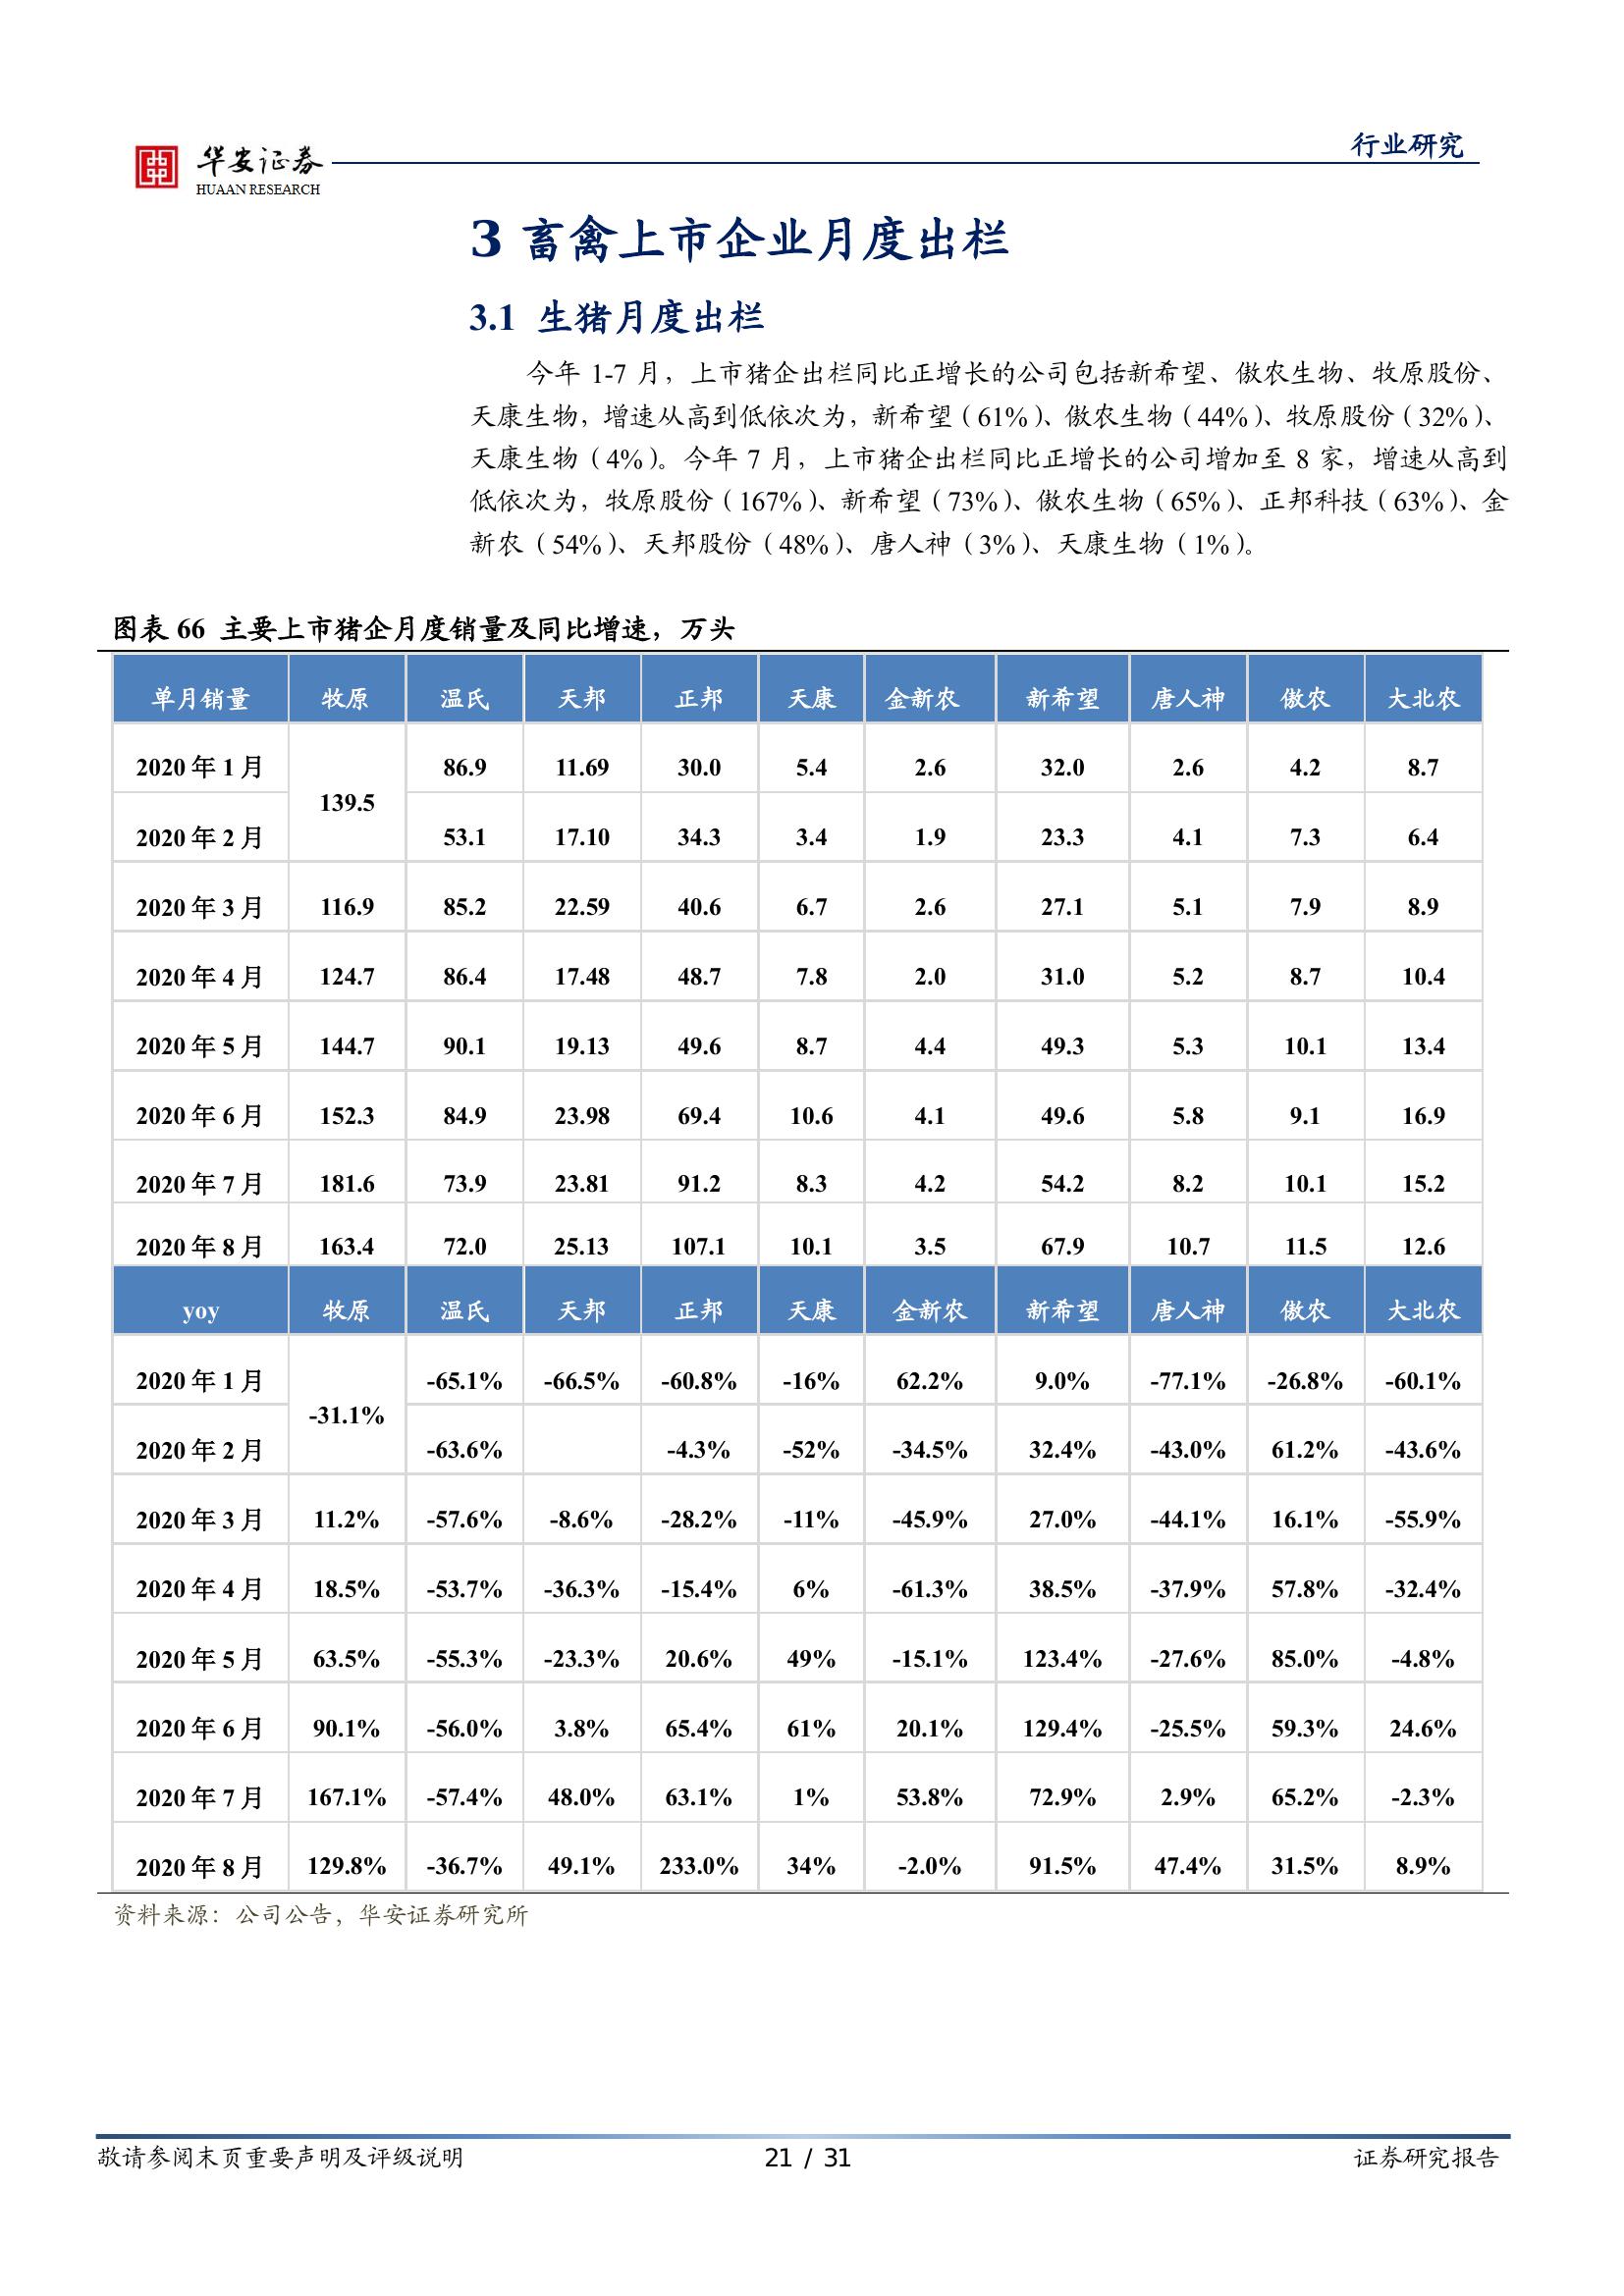 华安证券
HUAAN RESEARCH
行业研究
3 畜禽上市企业月度出栏
3.1 生猪月度出栏
今年 1-7 月，上市猪企出栏同比正增长的公司包括新希望、傲农生物、牧原股份、
天康生物，增速从高到低依次为，新希望（61%）、傲农生物（44%）、牧原股份（32%）、
天康生物（4%）。今年 7 月，上市猪企出栏同比正增长的公司增加至 8 家，增速从高到
低依次为，牧原股份（167%）、新希望（73%）、傲农生物（65%）、正邦科技（63%）、金
新农（54%）、天邦股份（48%）、唐人神（3%）、天康生物（1%）。
图表 66 主要上市猪企月度销量及同比增速，万头
单月销量 牧原 温氏 天邦 正邦 天康 金新农 新希望 唐人神 傲农 大北农
2020 年 1 月 139.5 86.9 11.69 30.0 5.4 2.6 32.0 2.6 4.2 8.7
2020 年 2 月 53.1 17.10 34.3 3.4 1.9 23.3 4.1 7.3 6.4
2020 年 3 月 116.9 85.2 22.59 40.6 6.7 2.6 27.1 5.1 7.9 8.9
2020 年 4 月 124.7 86.4 17.48 48.7 7.8 2.0 31.0 5.2 8.7 10.4
2020 年 5 月 144.7 90.1 19.13 49.6 8.7 4.4 49.3 5.3 10.1 13.4
2020 年 6 月 152.3 84.9 23.98 69.4 10.6 4.1 49.6 5.8 9.1 16.9
2020 年 7 月 181.6 73.9 23.81 91.2 8.3 4.2 54.2 8.2 10.1 15.2
2020 年 8 月 163.4 72.0 25.13 107.1 10.1 3.5 67.9 10.7 11.5 12.6
yoy 牧原 温氏 天邦 正邦 天康 金新农 新希望 唐人神 傲农 大北农
2020 年 1 月 -31.1% -65.1% -66.5% -60.8% -16% 62.2% 9.0% -77.1% -26.8% -60.1%
2020 年 2 月 -63.6% -4.3% -52% -34.5% 32.4% -43.0% 61.2% -43.6%
2020 年 3 月 11.2% -57.6% -8.6% -28.2% -11% -45.9% 27.0% -44.1% 16.1% -55.9%
2020 年 4 月 18.5% -53.7% -36.3% -15.4% 6% -61.3% 38.5% -37.9% 57.8% -32.4%
2020 年 5 月 63.5% -55.3% -23.3% 20.6% 49% -15.1% 123.4% -27.6% 85.0% -4.8%
2020 年 6 月 90.1% -56.0% 3.8% 65.4% 61% 20.1% 129.4% -25.5% 59.3% 24.6%
2020 年 7 月 167.1% -57.4% 48.0% 63.1% 1% 53.8% 72.9% 2.9% 65.2% -2.3%
2020 年 8 月 129.8% -36.7% 49.1% 233.0% 34% -2.0% 91.5% 47.4% 31.5% 8.9%
资料来源：公司公告，华安证券研究所
敬请参阅末页重要声明及评级说明 21 / 31 证券研究报告